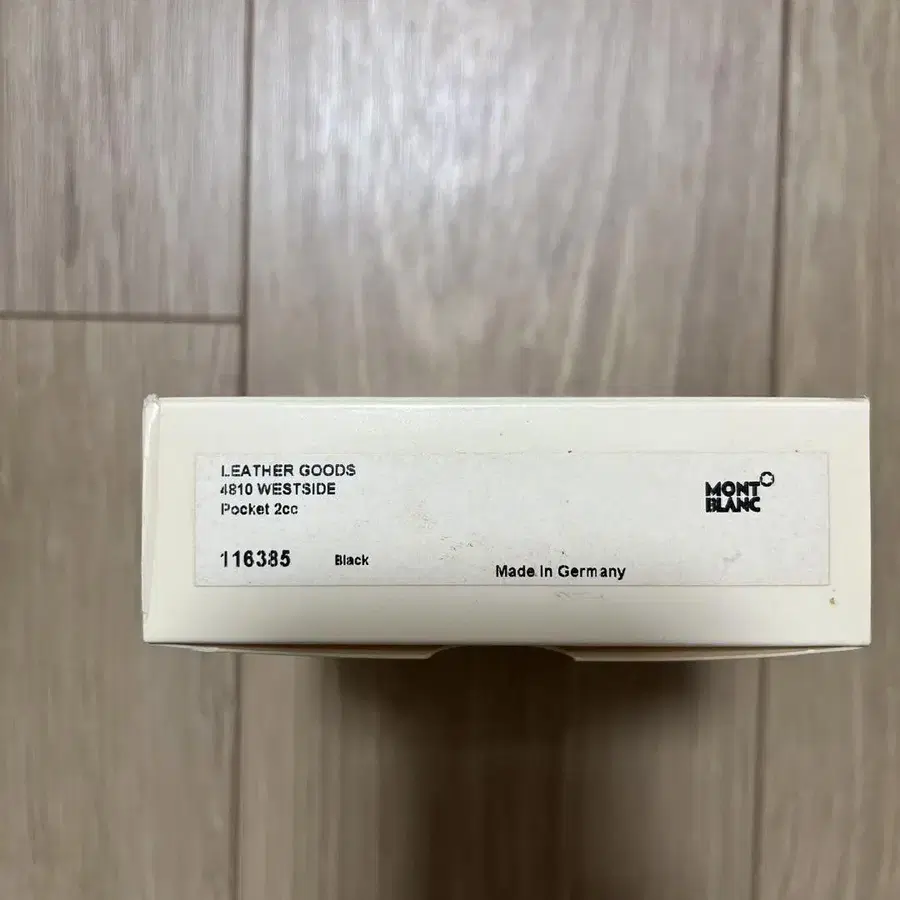 LEATHER GOODS
4810 WESTSIDE
Pocket 2cc
116385 Black
Made in Germany
MONT
BLANC